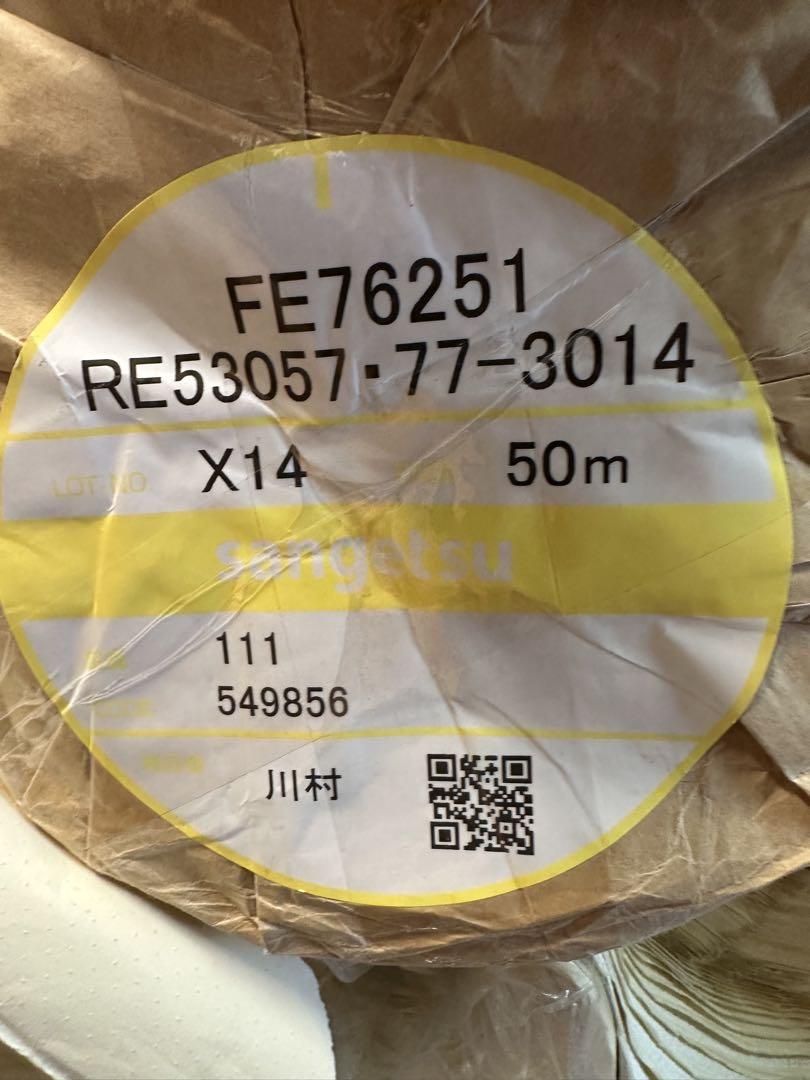 FE76251
RE53057・77-3014
LOT NO X14 50m
sangetsu
111
549856
川村